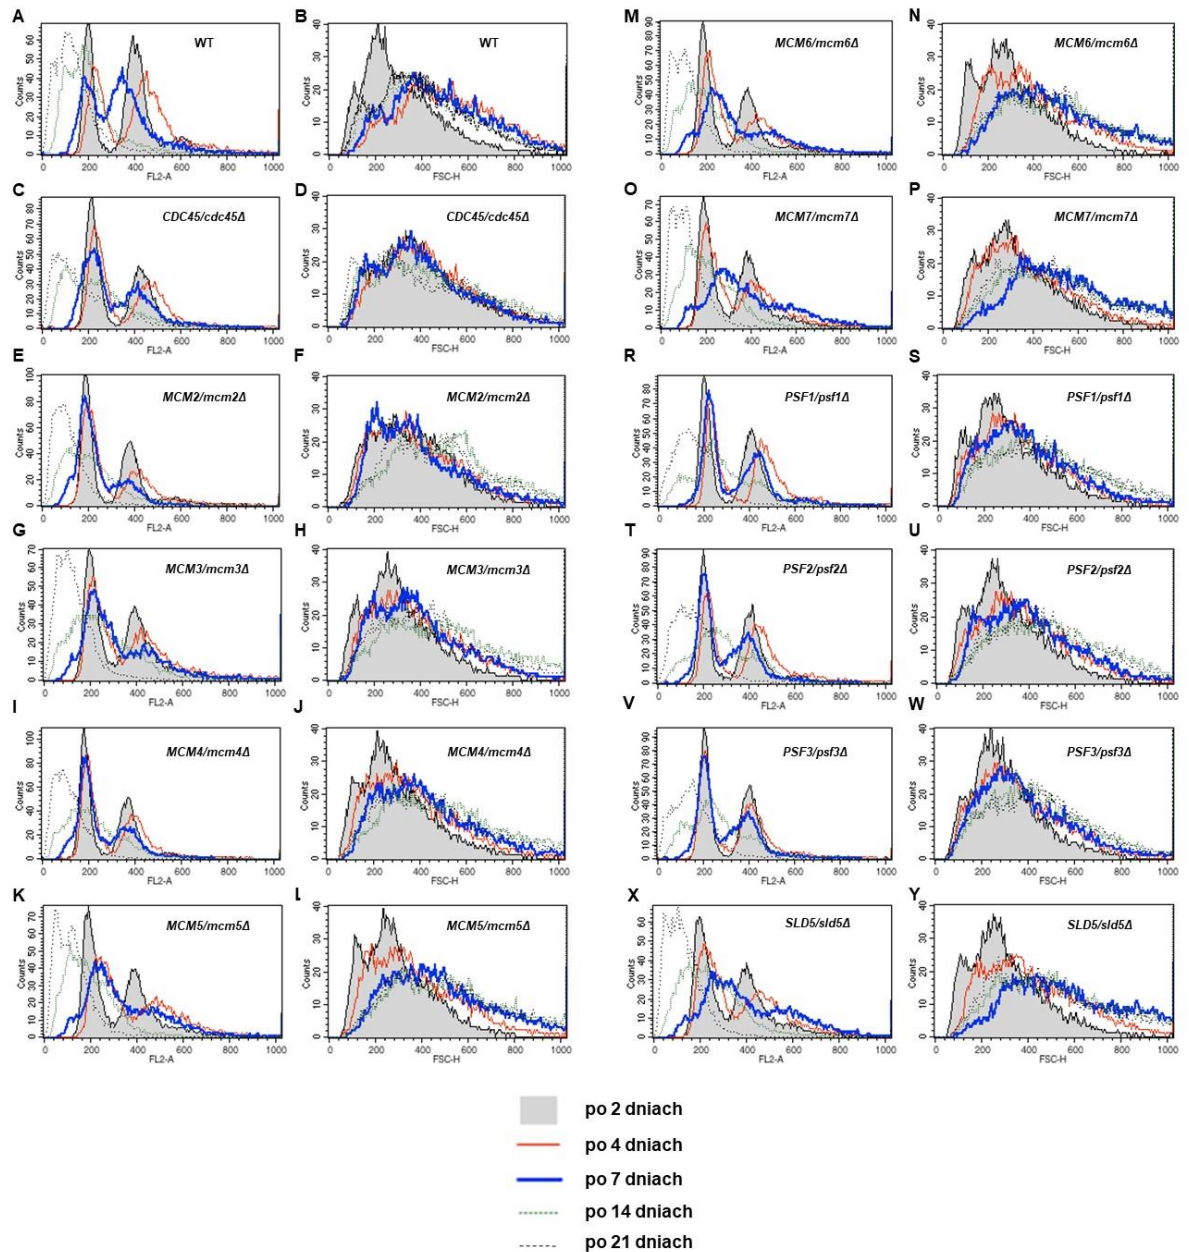 A
WT
B
WT
M
MCM6/mcm6Δ
N
MCM6/mcm6Δ
C
CDC45/cdc45Δ
D
CDC45/cdc45Δ
O
MCM7/mcm7Δ
P
MCM7/mcm7Δ
E
MCM2/mcm2Δ
F
MCM2/mcm2Δ
R
PSF1/psf1Δ
S
PSF1/psf1Δ
G
MCM3/mcm3Δ
H
MCM3/mcm3Δ
T
PSF2/psf2Δ
U
PSF2/psf2Δ
I
MCM4/mcm4Δ
J
MCM4/mcm4Δ
V
PSF3/psf3Δ
W
PSF3/psf3Δ
K
MCM5/mcm5Δ
MCM5/mcm5Δ
X
SLD5/sld5Δ
Y
SLD5/sld5Δ
Counts
0 200 400 600 800 1000
FL2-A
FSC-H
po 2 dniach
po 4 dniach
po 7 dniach
po 14 dniach
po 21 dniach